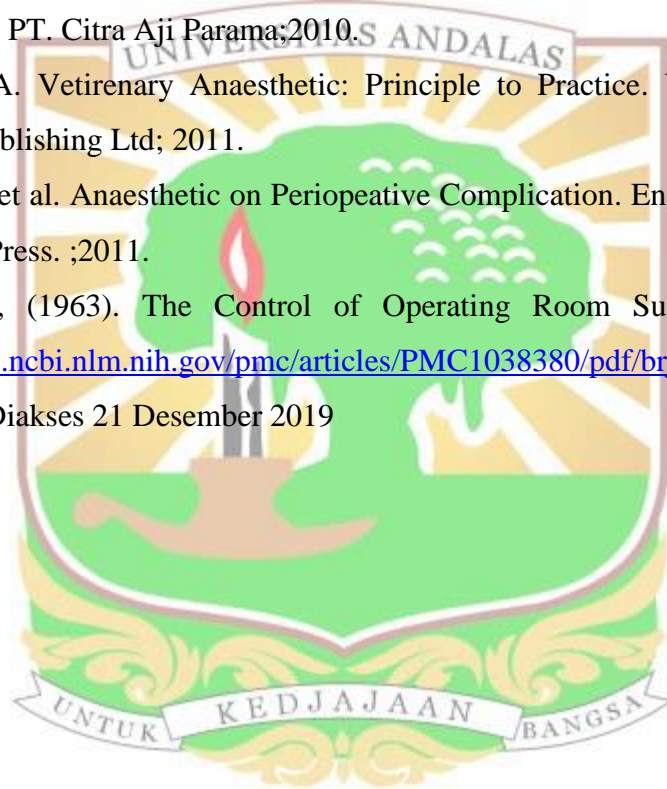 PT. Citra Aji Parama;2010.
UNIVERSITAS ANDALAS
A. Vetirenary Anaesthetic: Principle to Practice.
blishing Ltd; 2011.
et al. Anaesthetic on Periopeative Complication. En
Press. ;2011.
, (1963). The Control of Operating Room Su
.ncbi.nlm.nih.gov/pmc/articles/PMC1038380/pdf/br
Diakses 21 Desember 2019
UNTUK KEDJAJAAN BANGSA